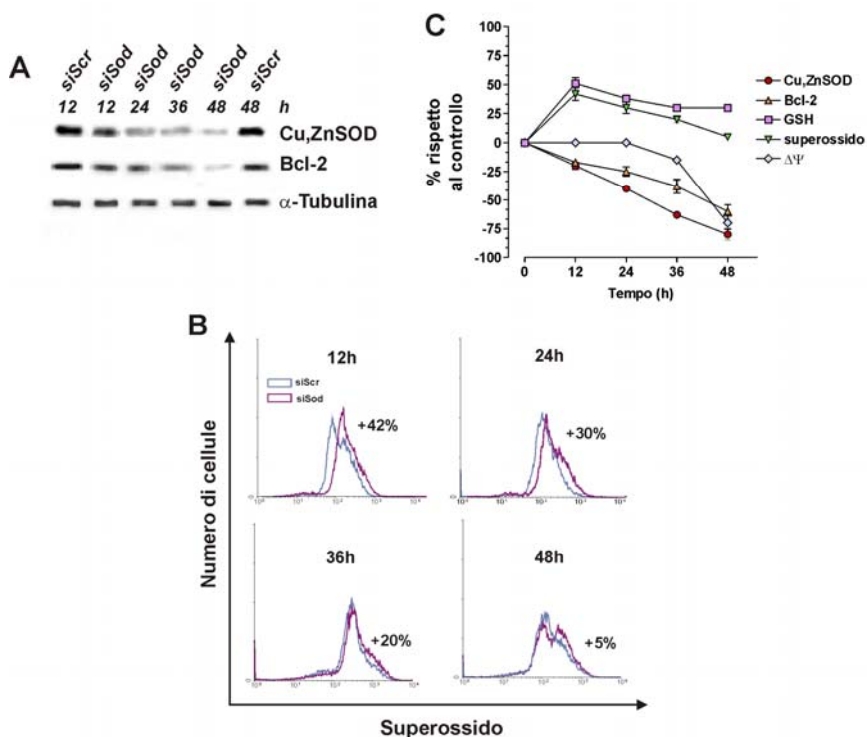 A
siScr siSod siSod siSod siSod siScr
12 12 24 36 48 48 h
Cu,ZnSOD
Bcl-2
α-Tubulina
C
% rispetto
al controllo
100
75
50
25
0
-25
-50
-75
-100
0 12 24 36 48
Tempo (h)
Cu,ZnSOD
Bcl-2
GSH
superossido
ΔΨ
B
Numero di cellule
12h
siScr
siSod
+42%
24h
+30%
36h
+20%
48h
+5%
Superossido